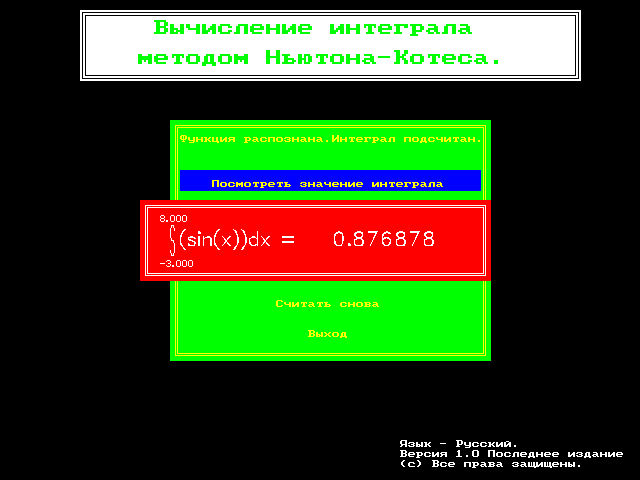 Вычисление интеграла
методом Ньютона-Котеса.
Функция распознана.Интеграл подсчитан.
Посмотреть значение интеграла
8.000
∫(sin(x))dx = 0.876878
-3.000
Считать снова
Выход
Язык - Русский.
Версия 1.0 Последнее издание
(c) Все права защищены.